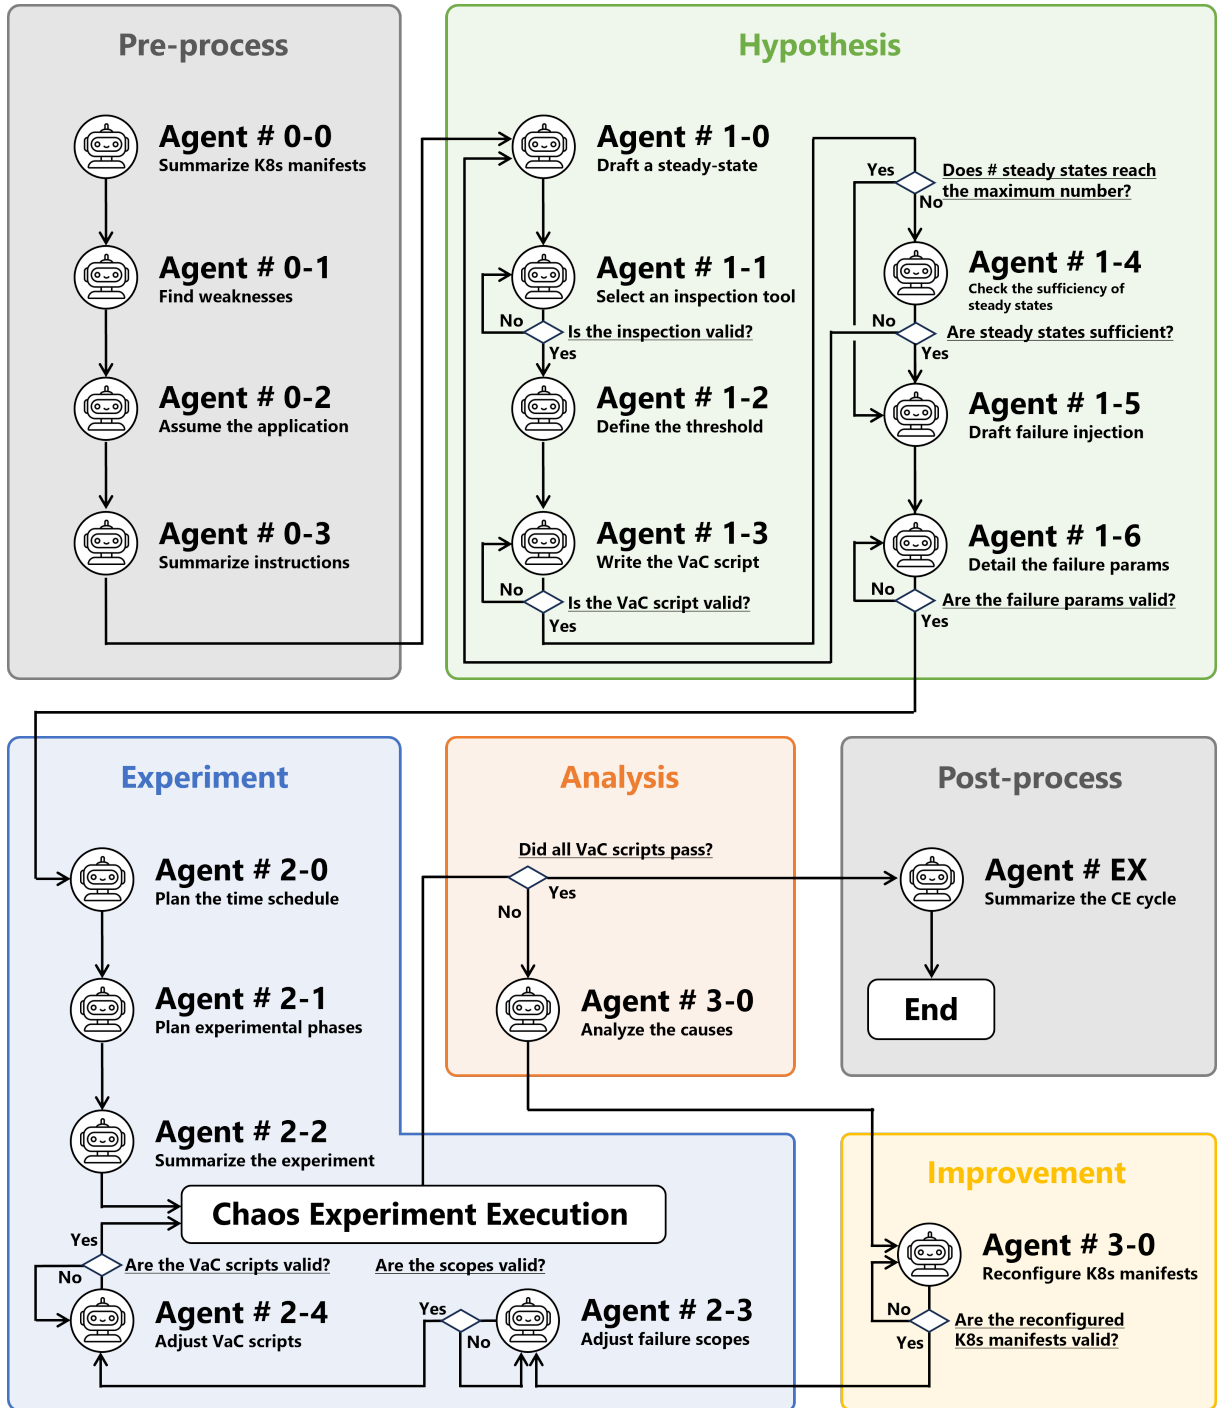 Pre-process
Agent # 0-0
Summarize K8s manifests
Agent # 0-1
Find weaknesses
Agent # 0-2
Assume the application
Agent # 0-3
Summarize instructions
Hypothesis
Agent # 1-0
Draft a steady-state
Agent # 1-1
Select an inspection tool
No
Is the inspection valid?
Yes
Agent # 1-2
Define the threshold
Agent # 1-3
Write the VaC script
No
Is the VaC script valid?
Yes
Yes
Does # steady states reach
the maximum number?
No
Agent # 1-4
Check the sufficiency of
steady states
No
Are steady states sufficient?
Yes
Agent # 1-5
Draft failure injection
Agent # 1-6
Detail the failure params
No
Are the failure params valid?
Yes
Experiment
Agent # 2-0
Plan the time schedule
Agent # 2-1
Plan experimental phases
Agent # 2-2
Summarize the experiment
Chaos Experiment Execution
Yes
Are the VaC scripts valid?
No
Agent # 2-4
Adjust VaC scripts
Are the scopes valid?
Yes
No
Agent # 2-3
Adjust failure scopes
Analysis
Did all VaC scripts pass?
Yes
No
Agent # 3-0
Analyze the causes
Post-process
Agent # EX
Summarize the CE cycle
End
Improvement
Agent # 3-0
Reconfigure K8s manifests
No
Are the reconfigured
K8s manifests valid?
Yes